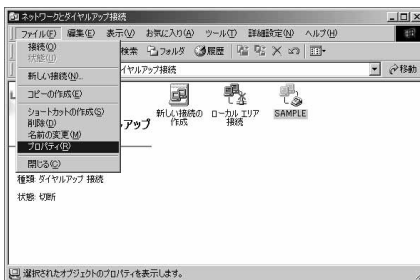 ネットワークとダイヤルアップ接続
ファイル(F) 編集(E) 表示(V) お気に入り(A) ツール(T) 詳細設定(N) ヘルプ(H)
検索 フォルダ 履歴
イヤルアップ接続 移動
接続(O)
状態(U)
新しい接続(N)...
コピーの作成(E)
ショートカットの作成(S)
削除(D)
名前の変更(M)
プロパティ(R)
閉じる(C)
アップ
新しい接続の作成
ローカル エリア接続
SAMPLE
種類: ダイヤルアップ 接続
状態: 切断
選択されたオブジェクトのプロパティを表示します。